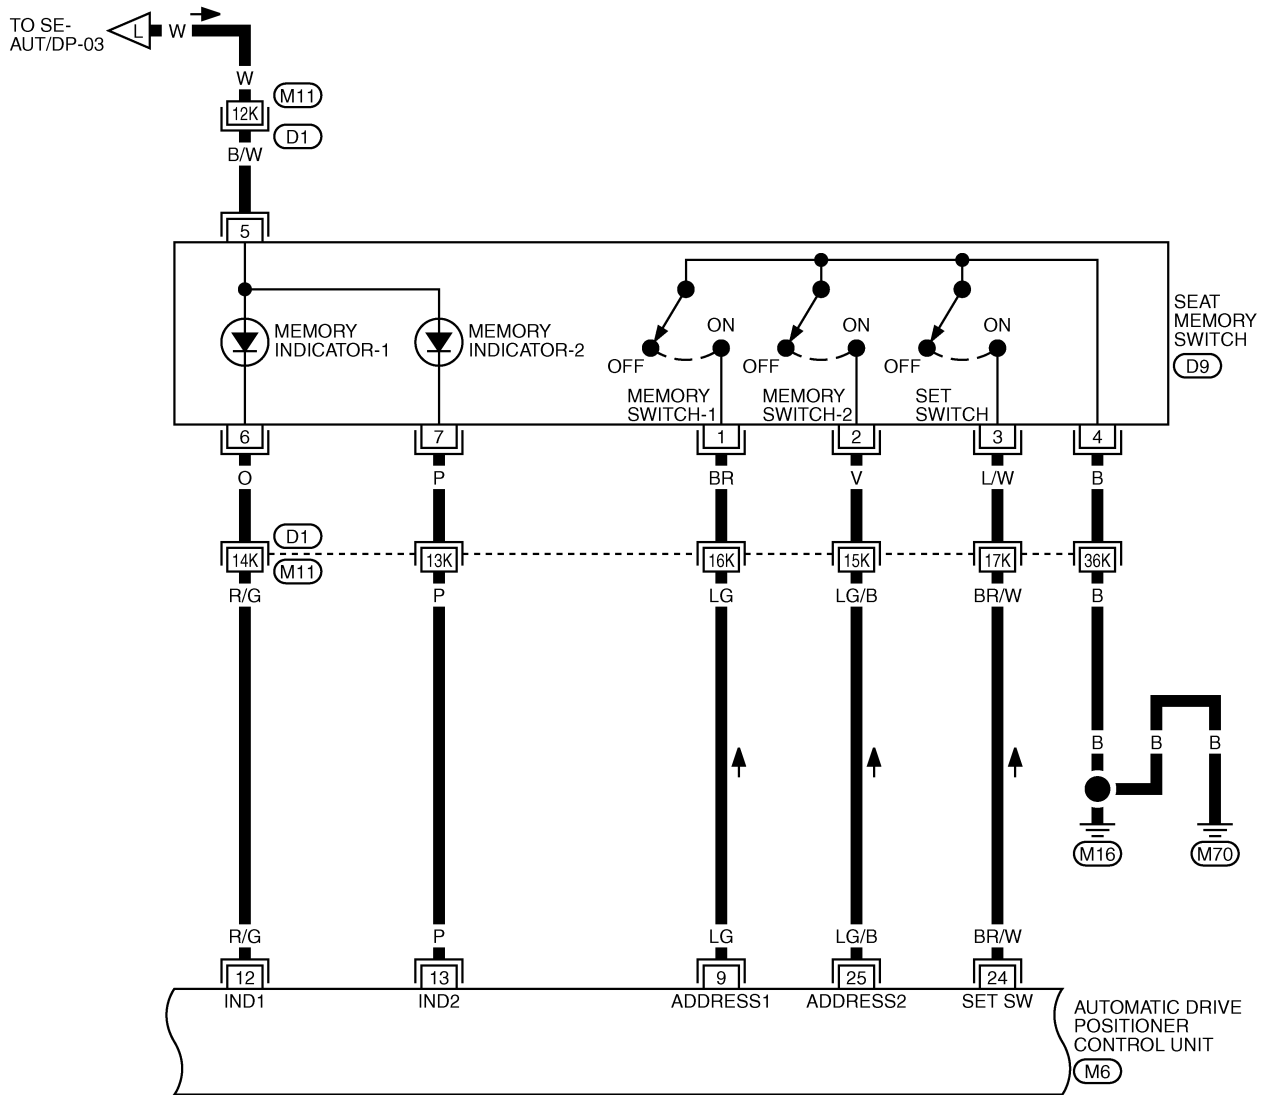 TO SE-
AUT/DP-03
L
W
W
12K
M11
D1
B/W
5
MEMORY
INDICATOR-1
MEMORY
INDICATOR-2
OFF
ON
MEMORY
SWITCH-1
OFF
ON
MEMORY
SWITCH-2
OFF
ON
SET
SWITCH
SEAT
MEMORY
SWITCH
D9
6
7
1
2
3
4
O
P
BR
V
L/W
B
D1
14K
13K
16K
15K
17K
36K
M11
R/G
P
LG
LG/B
BR/W
B
B
B
B
M16
M70
R/G
P
LG
LG/B
BR/W
12
13
9
25
24
IND1
IND2
ADDRESS1
ADDRESS2
SET SW
AUTOMATIC DRIVE
POSITIONER
CONTROL UNIT
M6